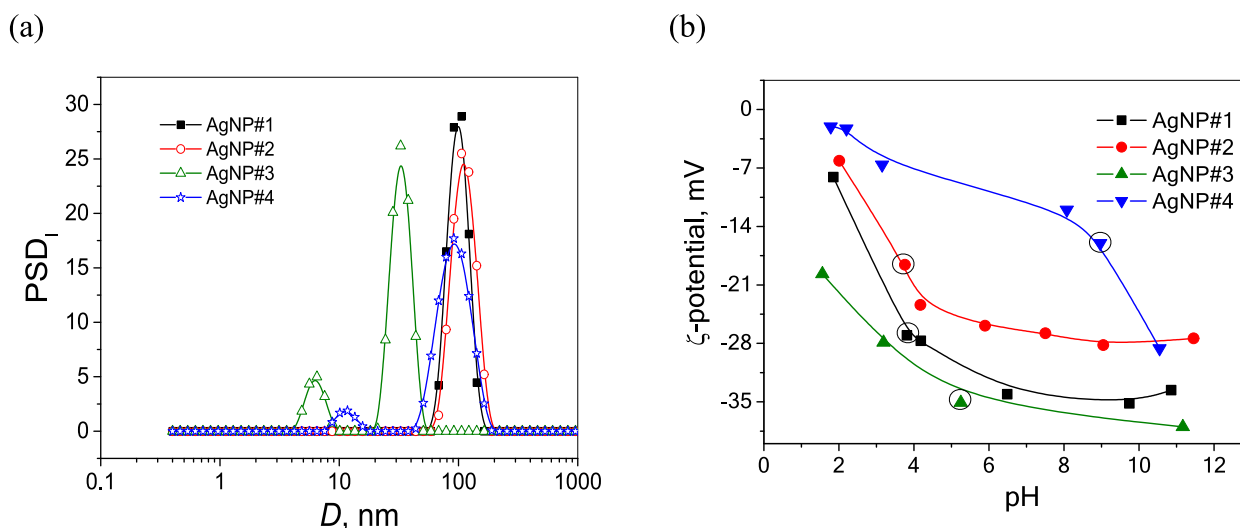 (a)
PSD_I
30
25
20
15
10
5
0
0.1
1
10
100
1000
D, nm
AgNP#1
AgNP#2
AgNP#3
AgNP#4
(b)
ζ-potential, mV
0
-7
-14
-21
-28
-35
0
2
4
6
8
10
12
pH
AgNP#1
AgNP#2
AgNP#3
AgNP#4